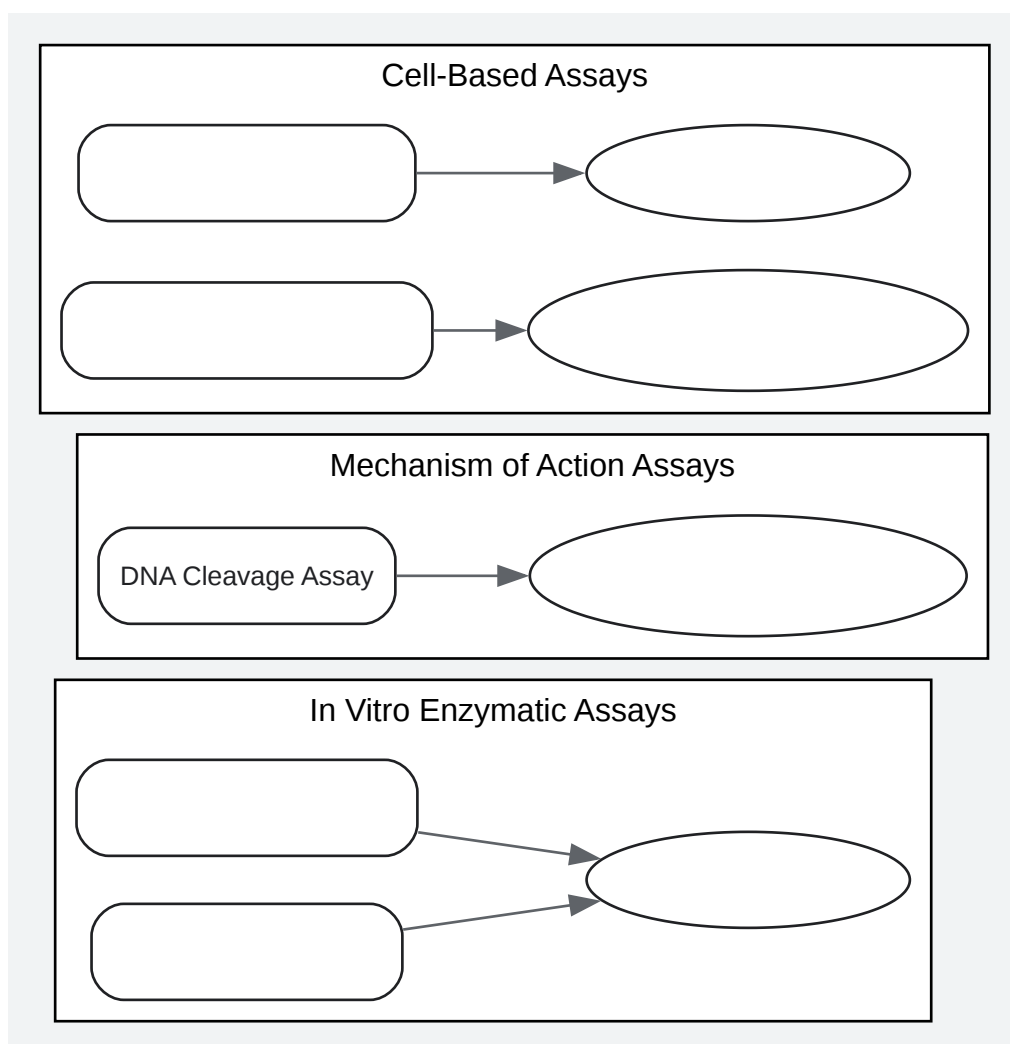 Cell-Based Assays
Mechanism of Action Assays
DNA Cleavage Assay
In Vitro Enzymatic Assays